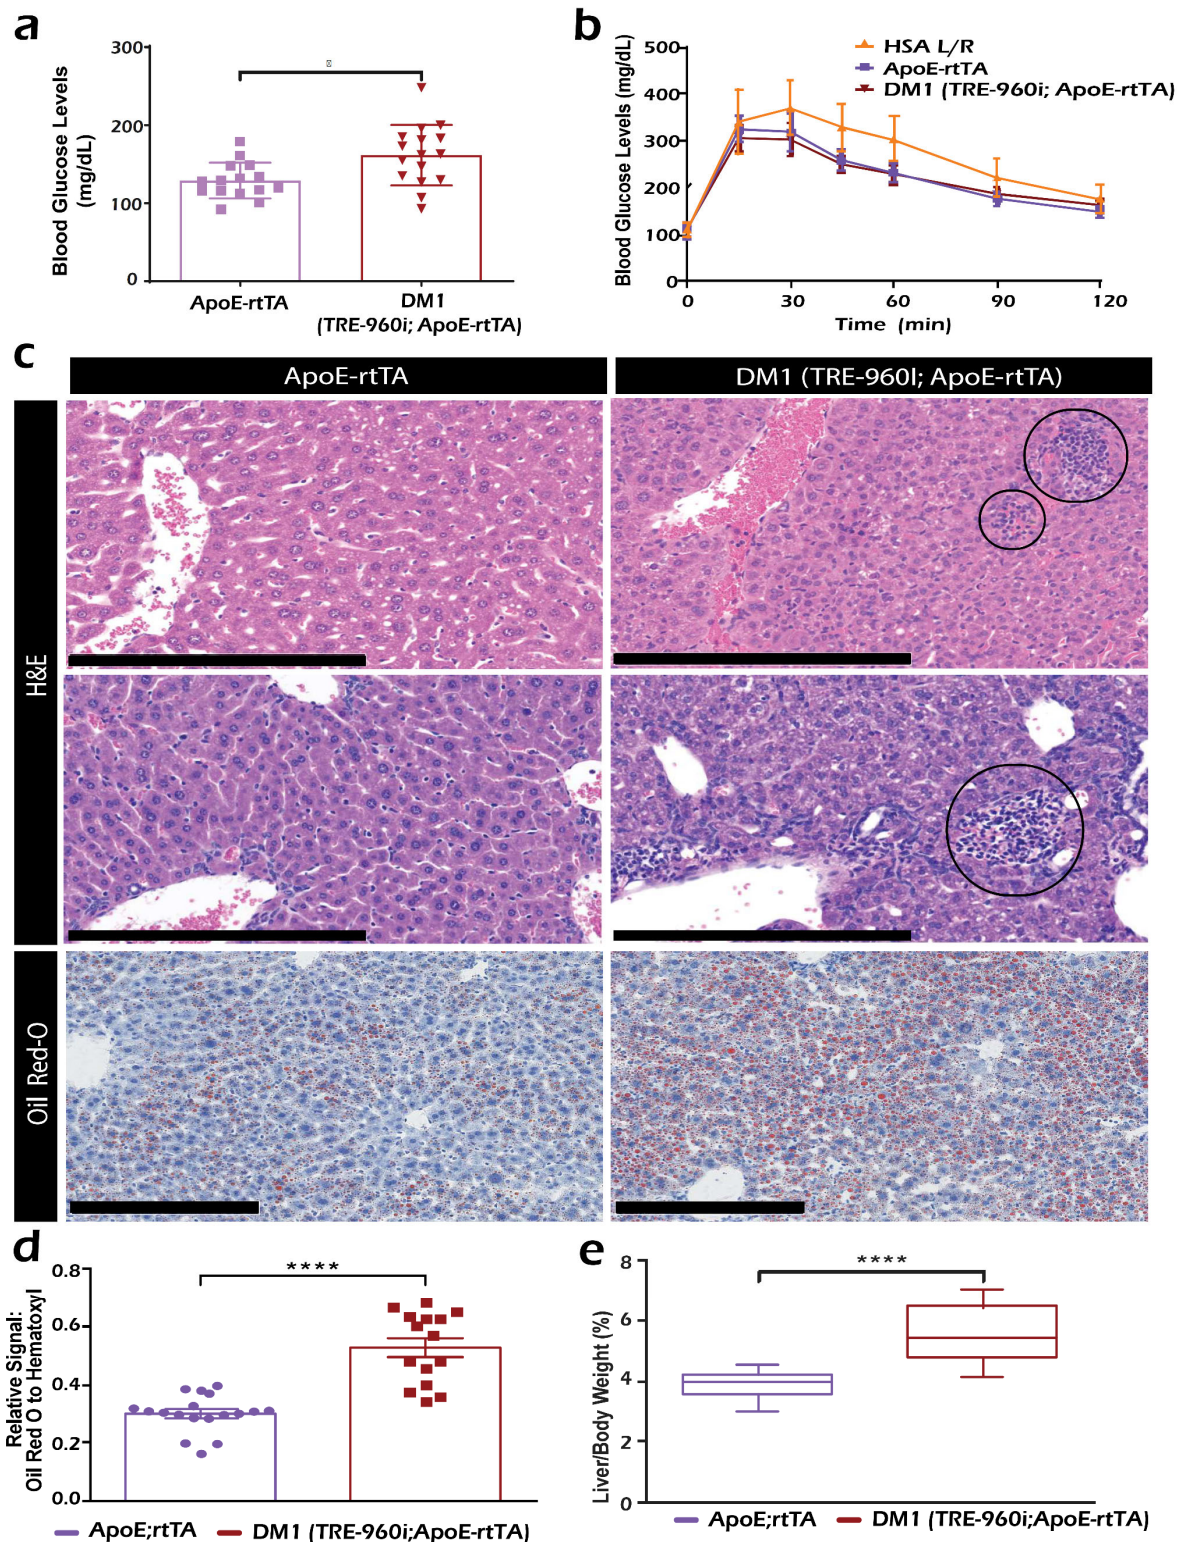 a
300
200
100
0
Blood Glucose Levels
(mg/dL)
ApoE-rtTA
DM1
(TRE-960i; ApoE-rtTA)
b
500
400
300
200
100
0
Blood Glucose Levels (mg/dL)
HSA L/R
ApoE-rtTA
DM1 (TRE-960i; ApoE-rtTA)
0 30 60 90 120
Time (min)
c
ApoE-rtTA
DM1 (TRE-960I; ApoE-rtTA)
H&E
Oil Red-O
d
0.8
0.6
0.4
0.2
0.0
Relative Signal:
Oil Red O to Hematoxyl
****
ApoE;rtTA
DM1 (TRE-960i;ApoE-rtTA)
e
8
6
4
2
0
Liver/Body Weight (%)
****
ApoE;rtTA
DM1 (TRE-960i;ApoE-rtTA)